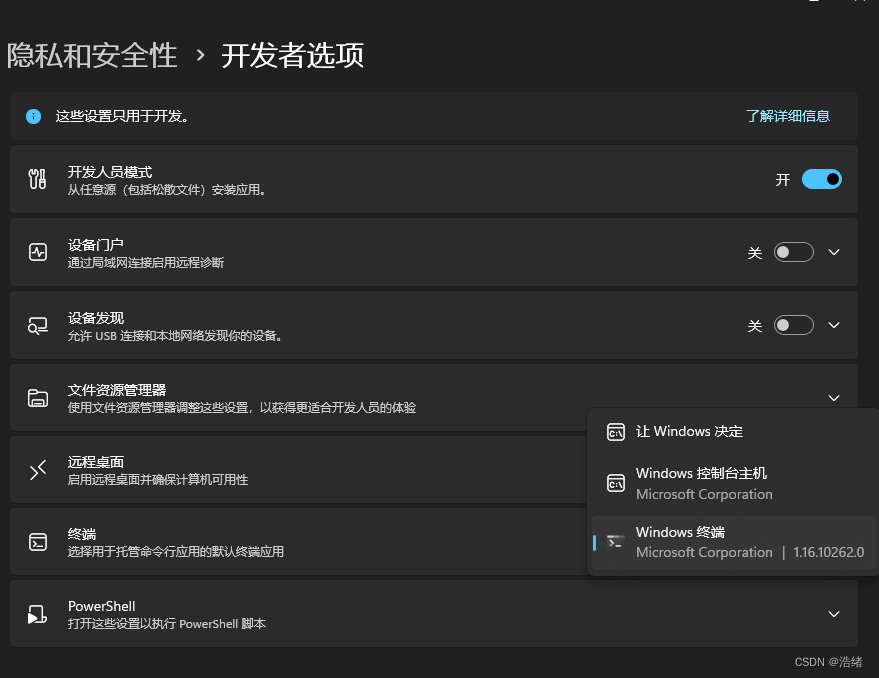 隐私和安全性 › 开发者选项
这些设置只用于开发。 了解详细信息
开发人员模式
从任意源（包括松散文件）安装应用。
开
设备门户
通过局域网连接启用远程诊断
关
设备发现
允许 USB 连接和本地网络发现你的设备。
关
文件资源管理器
使用文件资源管理器调整这些设置，以获得更适合开发人员的体验
让 Windows 决定
Windows 控制台主机
Microsoft Corporation
Windows 终端
Microsoft Corporation | 1.16.10262.0
远程桌面
启用远程桌面并确保计算机可用性
终端
选择用于托管命令行应用的默认终端应用
PowerShell
打开这些设置以执行 PowerShell 脚本
CSDN @浩绪